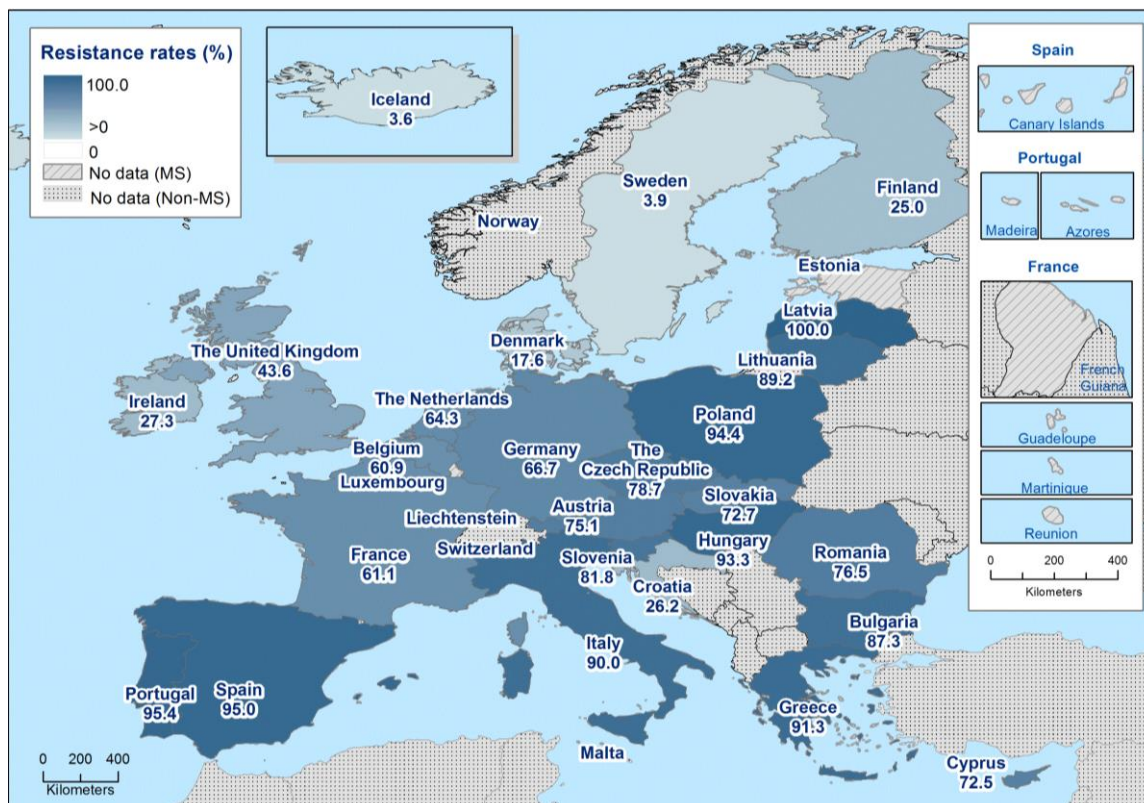 Resistance rates (%)
100.0
>0
0
No data (MS)
No data (Non-MS)
Iceland
3.6
Sweden
3.9
Finland
25.0
Norway
Estonia
Latvia
100.0
Denmark
17.6
Lithuania
89.2
The United Kingdom
43.6
Ireland
27.3
The Netherlands
64.3
Poland
94.4
Belgium
60.9
Germany
66.7
The
Czech Republic
78.7
Luxembourg
Slovakia
72.7
Austria
75.1
Liechtenstein
Switzerland
Hungary
93.3
France
61.1
Slovenia
81.8
Romania
76.5
Croatia
26.2
Bulgaria
87.3
Italy
90.0
Portugal
95.4
Spain
95.0
Greece
91.3
Malta
Cyprus
72.5
0 200 400
Kilometers
Spain
Canary Islands
Portugal
Madeira
Azores
France
French
Guiana
Guadeloupe
Martinique
Reunion
0 200 400
Kilometers